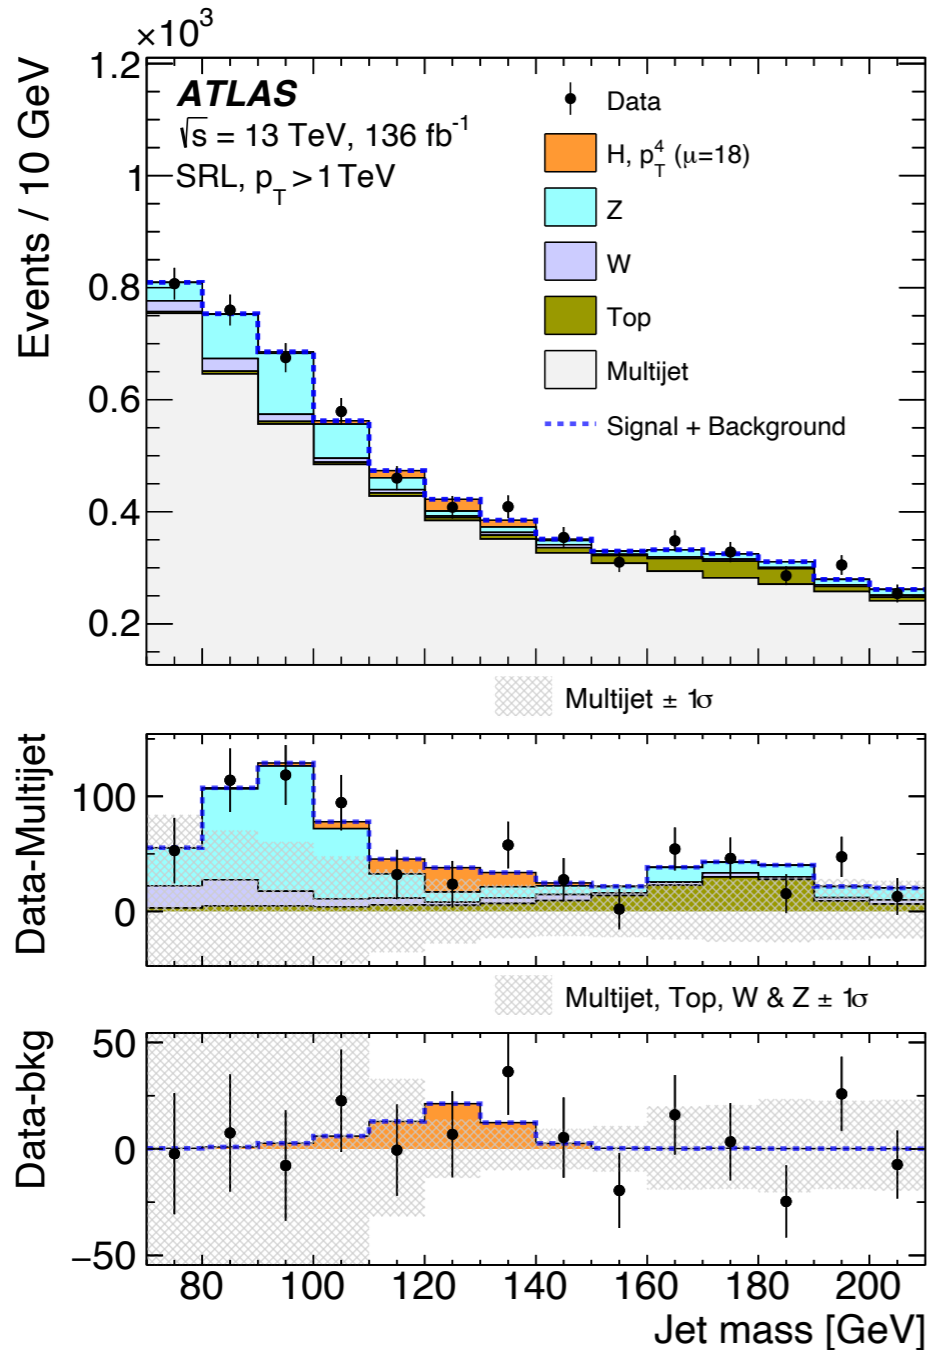 ×10³
Events / 10 GeV
1.2
1
0.8
0.6
0.4
0.2
ATLAS
√s = 13 TeV, 136 fb⁻¹
SRL, p_T > 1 TeV
Data
H, p_T⁴ (μ=18)
Z
W
Top
Multijet
Signal + Background
Multijet ± 1σ
Data-Multijet
100
0
Multijet, Top, W & Z ± 1σ
Data-bkg
50
0
−50
80 100 120 140 160 180 200
Jet mass [GeV]